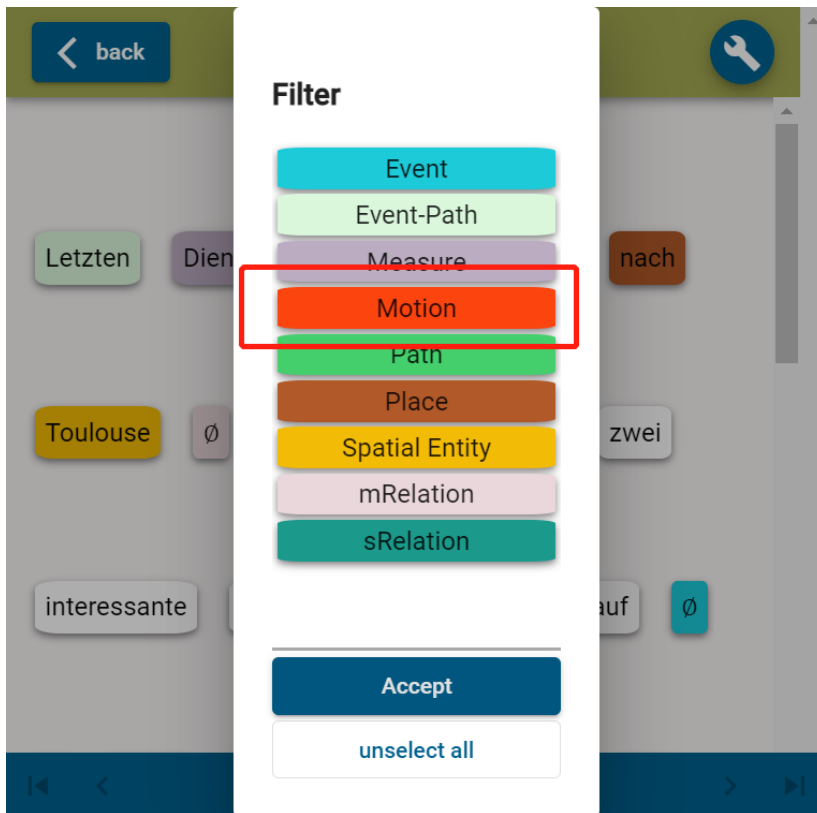 back
Filter
Event
Event-Path
Letzten
Measure
nach
Motion
Path
Place
Toulouse
Ø
zwei
Spatial Entity
mRelation
sRelation
interessante
Ø
Accept
unselect all